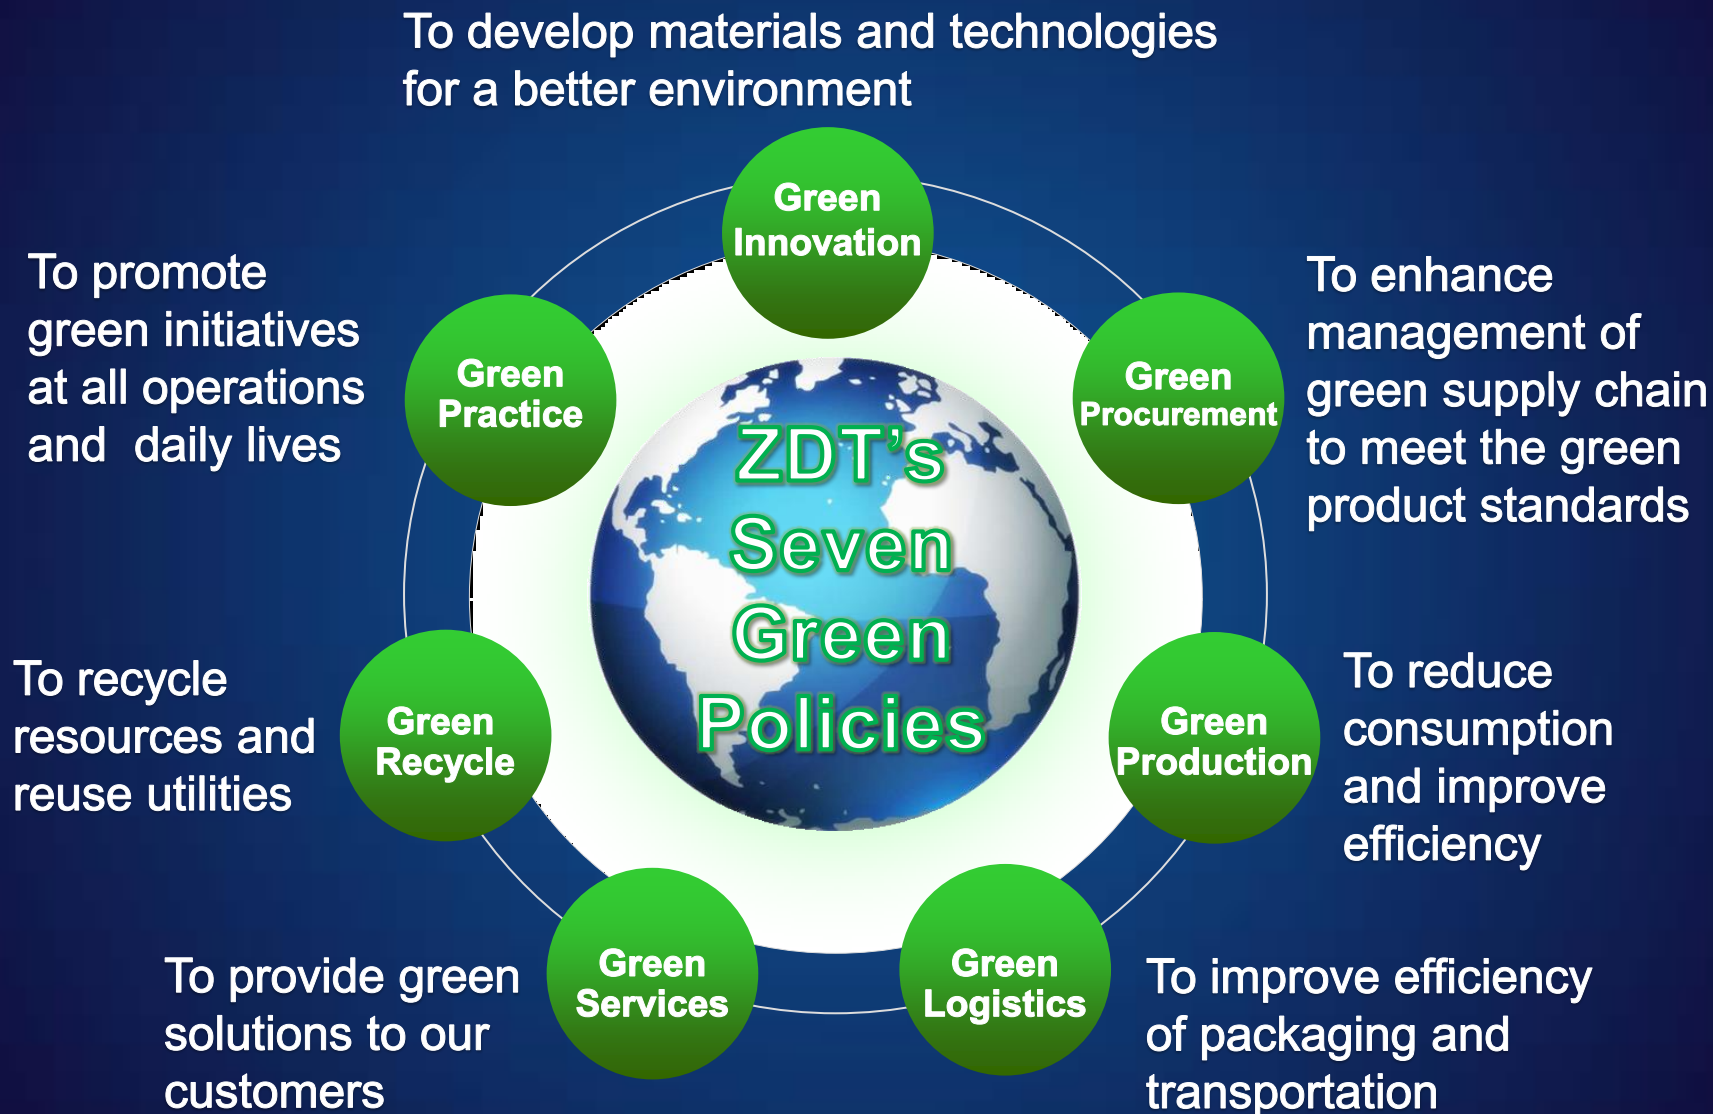 To develop materials and technologies
for a better environment
Green
Innovation
To promote
green initiatives
at all operations
and daily lives
Green
Practice
Green
Procurement
To enhance
management of
green supply chain
to meet the green
product standards
ZDT's
Seven
Green
Policies
To recycle
resources and
reuse utilities
Green
Recycle
Green
Production
To reduce
consumption
and improve
efficiency
To provide green
solutions to our
customers
Green
Services
Green
Logistics
To improve efficiency
of packaging and
transportation